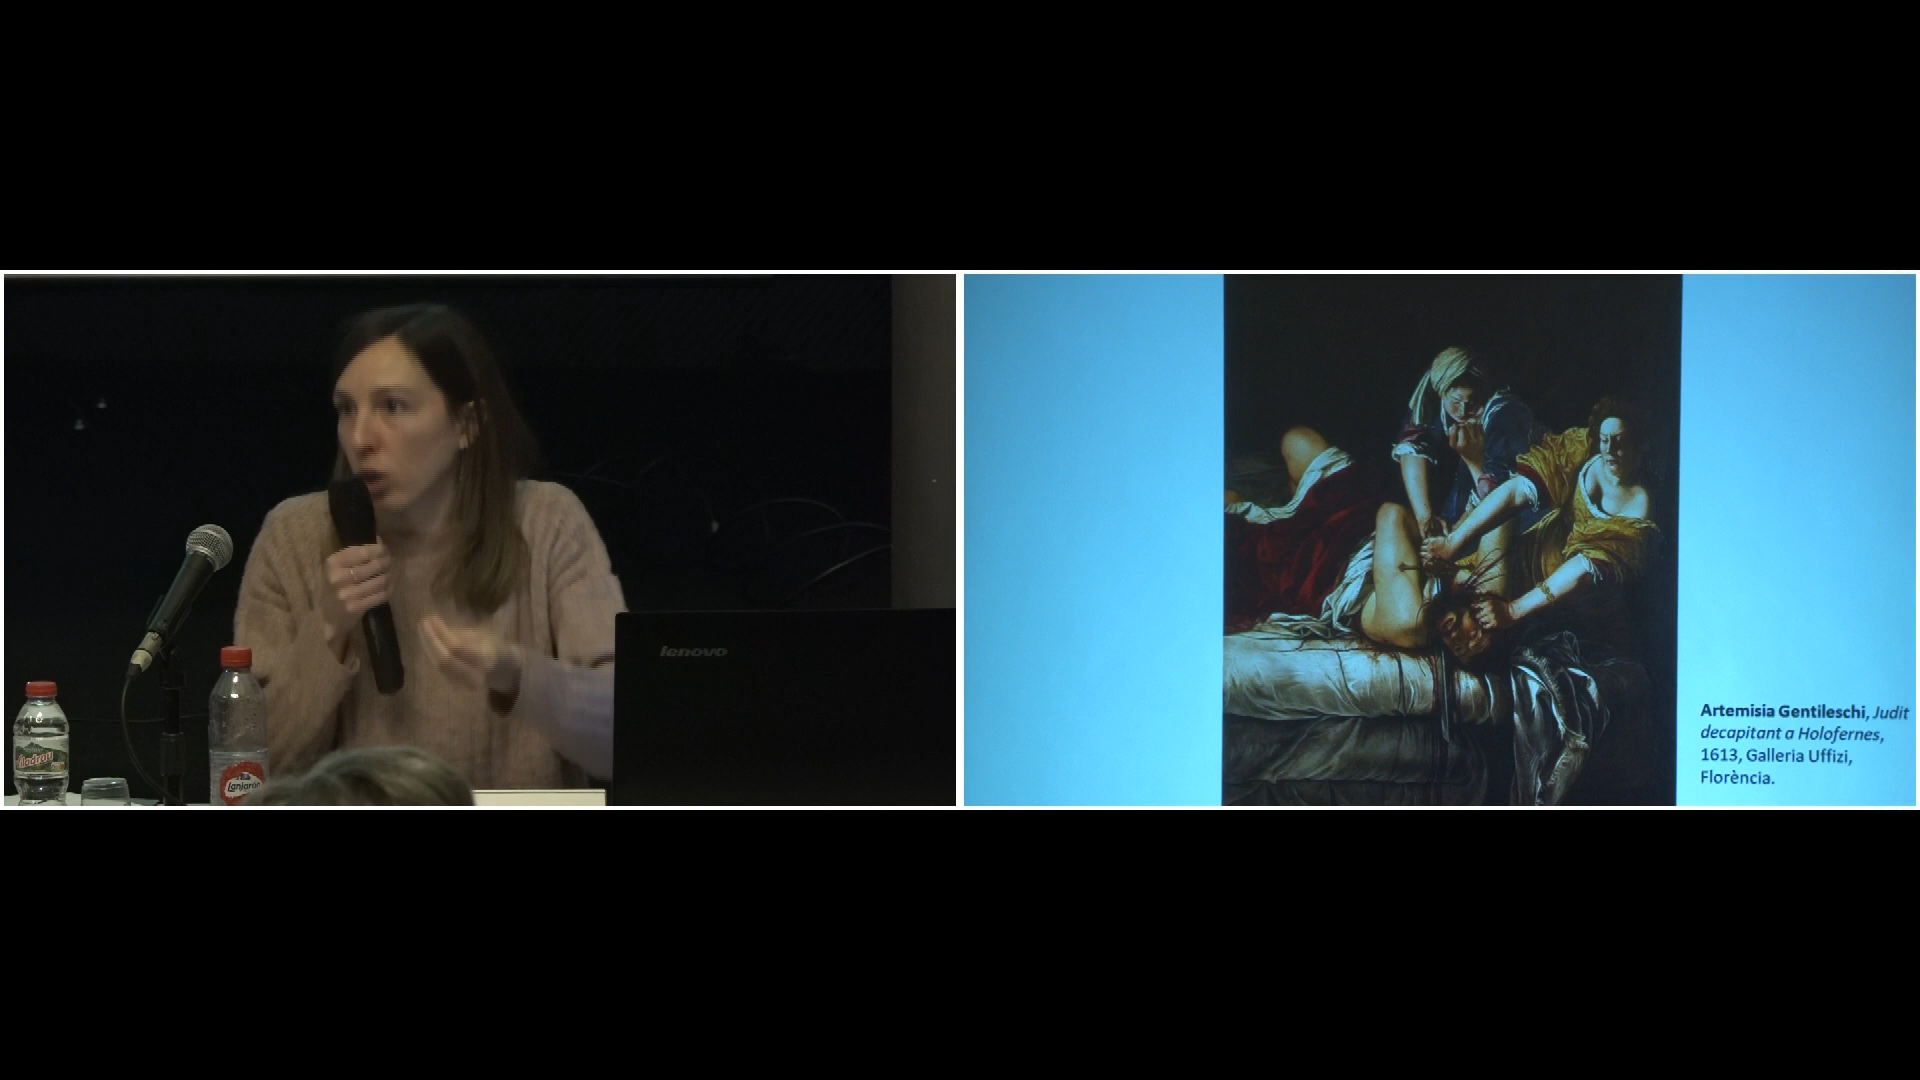 lenovo
Lanjarón
Artemisia Gentileschi, Judit
decapitant a Holofernes,
1613, Galleria Uffizi,
Florència.